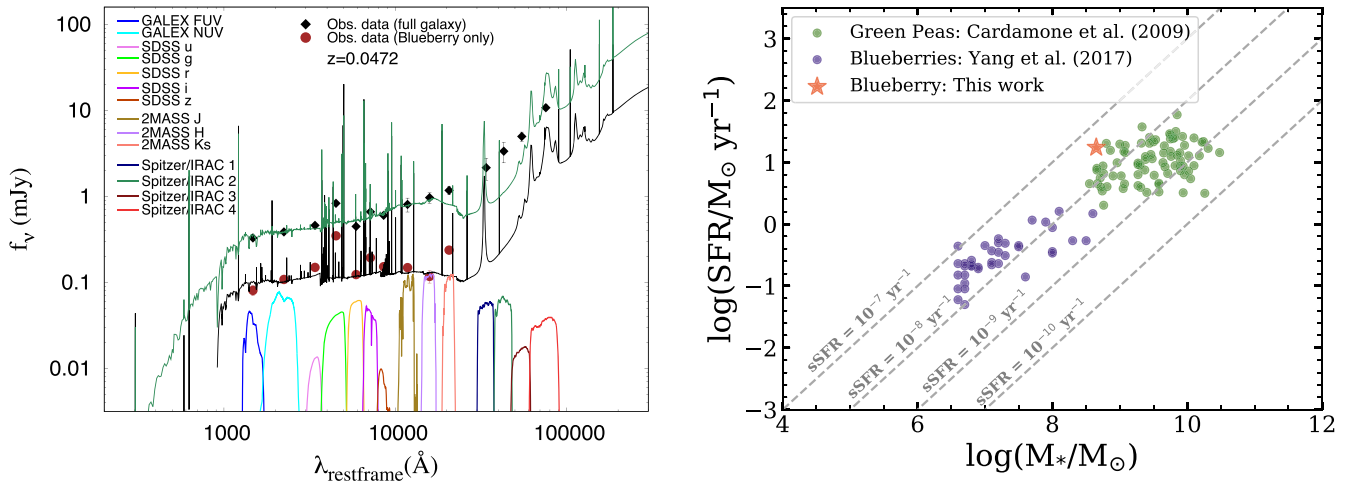 100
10
1
0.1
0.01
f_ν (mJy)
GALEX FUV
GALEX NUV
SDSS u
SDSS g
SDSS r
SDSS i
SDSS z
2MASS J
2MASS H
2MASS Ks
Spitzer/IRAC 1
Spitzer/IRAC 2
Spitzer/IRAC 3
Spitzer/IRAC 4
Obs. data (full galaxy)
Obs. data (Blueberry only)
z=0.0472
1000 10000 100000
λ_restframe(Å)
3
2
1
0
−1
−2
−3
log(SFR/M⊙ yr⁻¹)
Green Peas: Cardamone et al. (2009)
Blueberries: Yang et al. (2017)
Blueberry: This work
sSFR = 10⁻⁷ yr⁻¹
sSFR = 10⁻⁸ yr⁻¹
sSFR = 10⁻⁹ yr⁻¹
sSFR = 10⁻¹⁰ yr⁻¹
4 6 8 10 12
log(M*/M⊙)